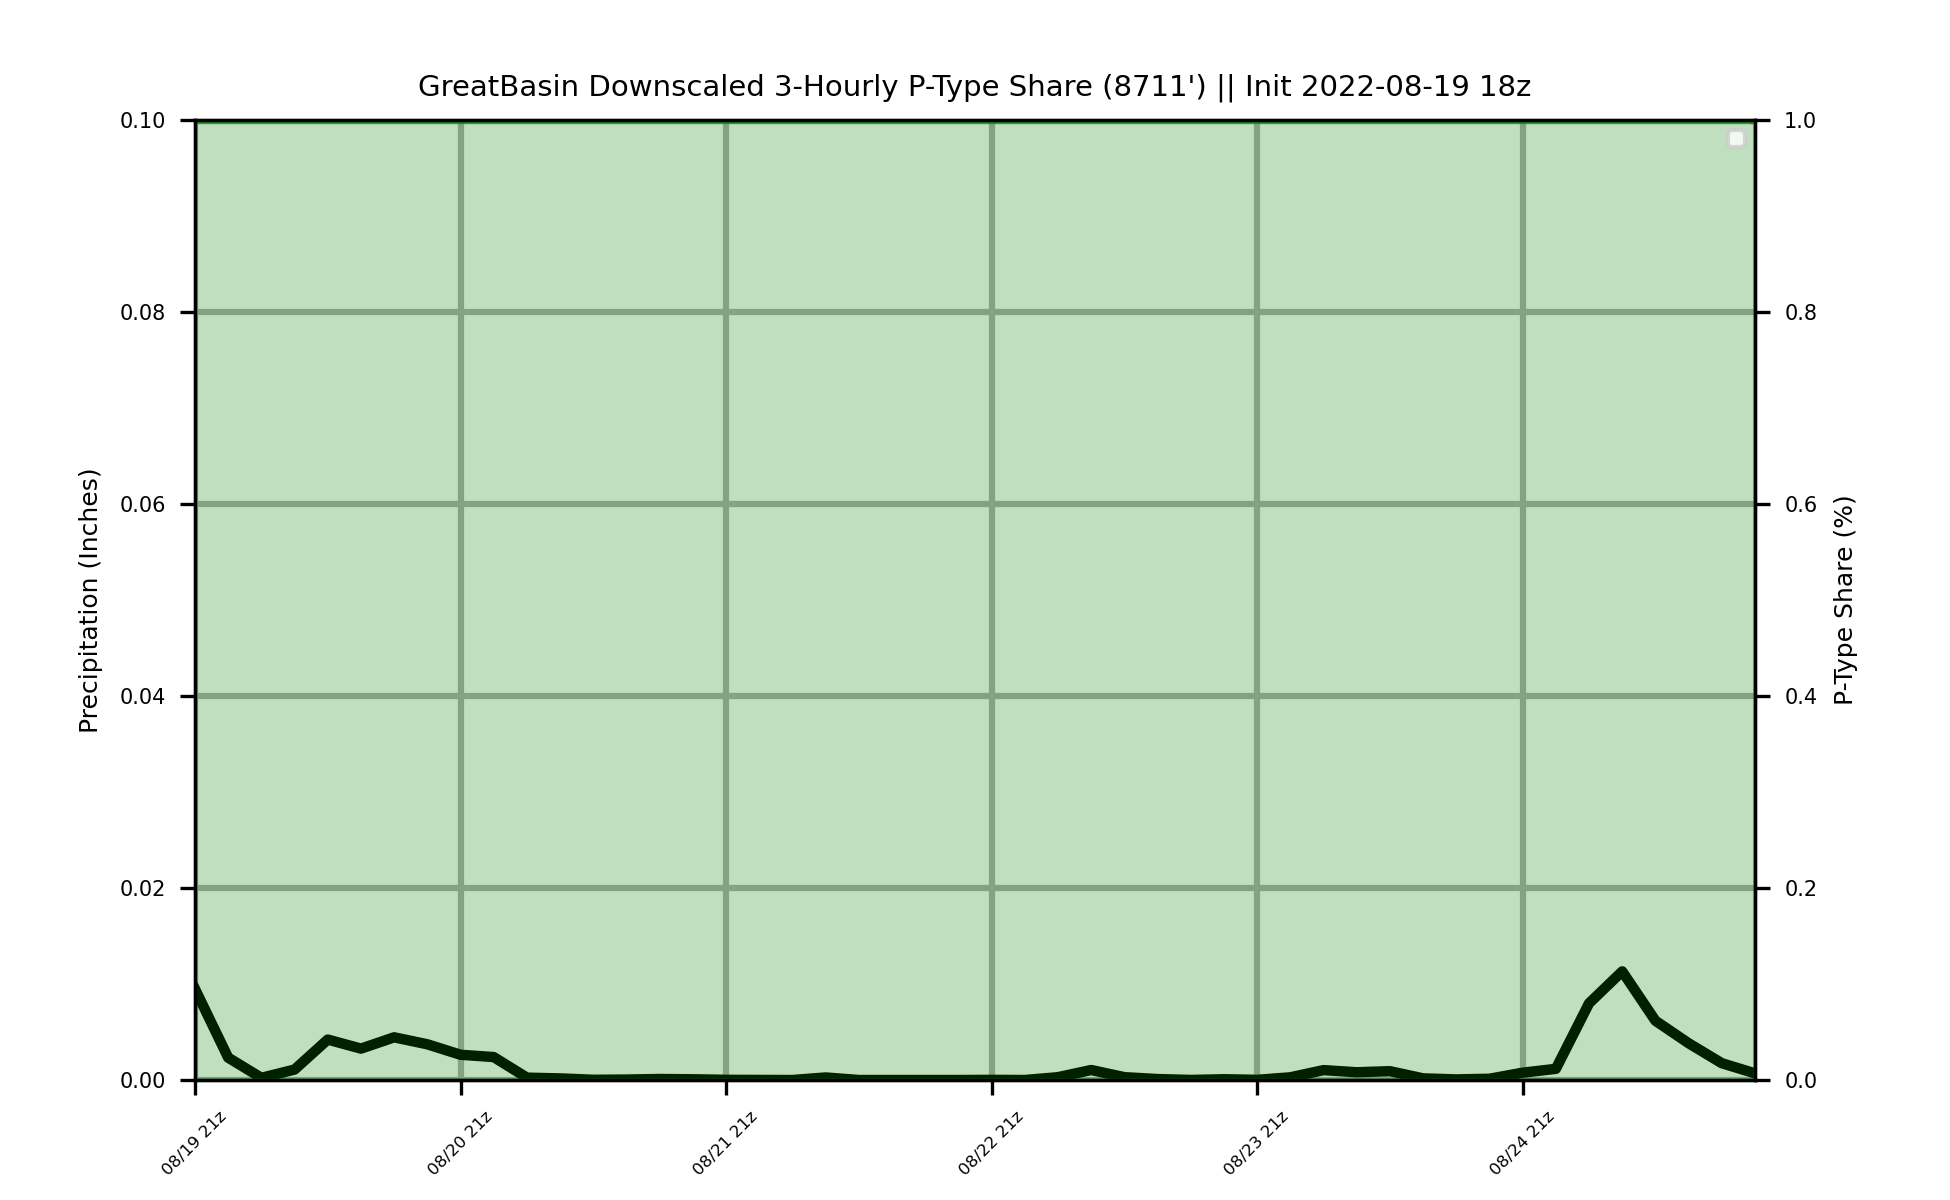 GreatBasin Downscaled 3-Hourly P-Type Share (8711') || Init 2022-08-19 18z
0.10
0.08
0.06
0.04
0.02
0.00
Precipitation (Inches)
1.0
0.8
0.6
0.4
0.2
0.0
P-Type Share (%)
08/19 21z
08/20 21z
08/21 21z
08/22 21z
08/23 21z
08/24 21z